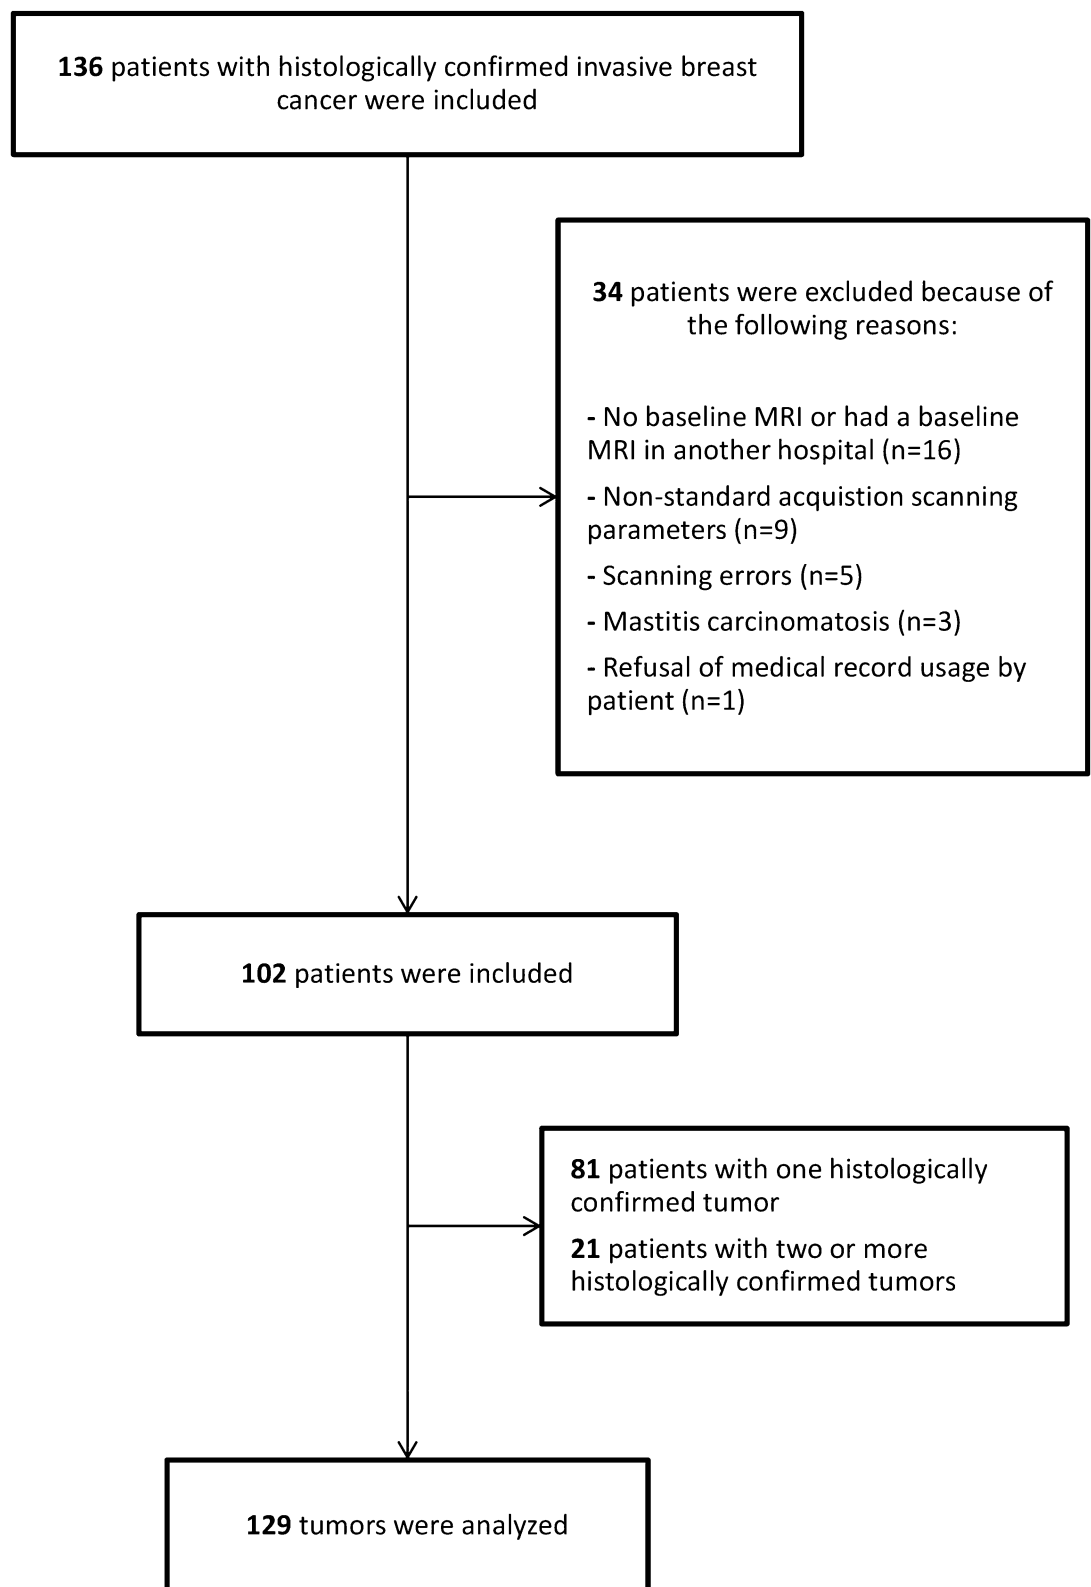 136 patients with histologically confirmed invasive breast
cancer were included
34 patients were excluded because of
the following reasons:
- No baseline MRI or had a baseline
MRI in another hospital (n=16)
- Non-standard acquistion scanning
parameters (n=9)
- Scanning errors (n=5)
- Mastitis carcinomatosis (n=3)
- Refusal of medical record usage by
patient (n=1)
102 patients were included
81 patients with one histologically
confirmed tumor
21 patients with two or more
histologically confirmed tumors
129 tumors were analyzed